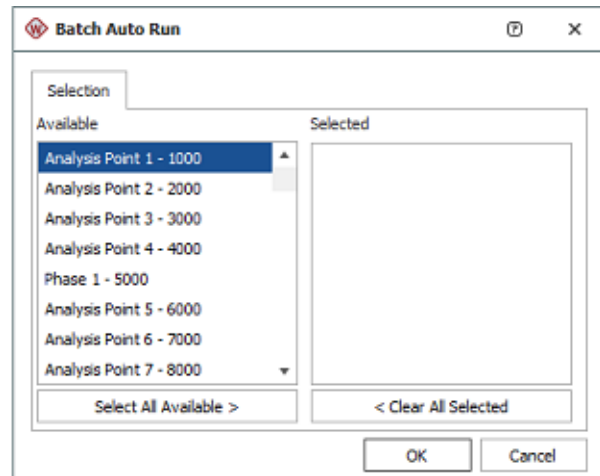 Batch Auto Run
Selection
Available
Selected
Analysis Point 1 - 1000
Analysis Point 2 - 2000
Analysis Point 3 - 3000
Analysis Point 4 - 4000
Phase 1 - 5000
Analysis Point 5 - 6000
Analysis Point 6 - 7000
Analysis Point 7 - 8000
Select All Available >
< Clear All Selected
OK
Cancel